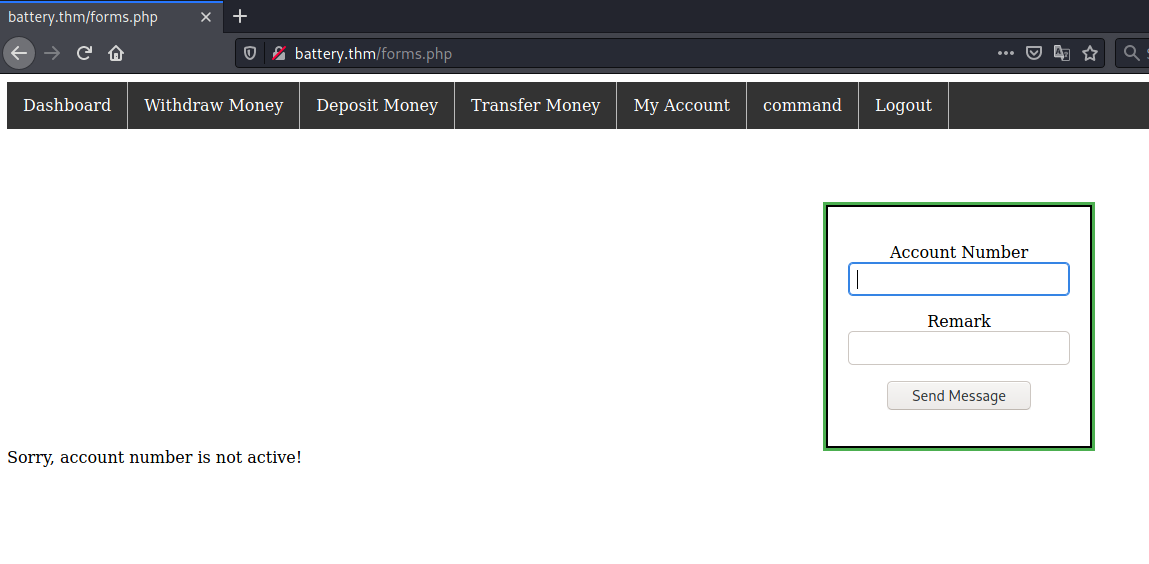 battery.thm/forms.php
battery.thm/forms.php
Dashboard Withdraw Money Deposit Money Transfer Money My Account command Logout
Account Number
Remark
Send Message
Sorry, account number is not active!